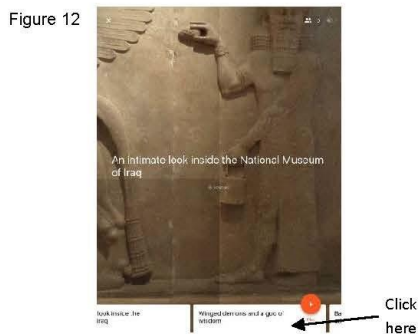 Figure 12
An intimate look inside the National Museum
of Iraq
look inside the
Iraq
Winged demons and a god of
wisdom
Ba
Click
here